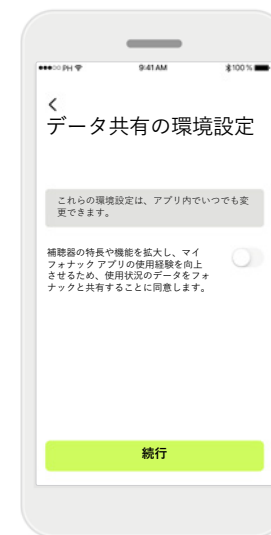 ●●●○○ PH 9:41 AM 100 %
データ共有の環境設定
これらの環境設定は、アプリ内でいつでも変
更できます。
補聴器の特長や機能を拡大し、マイ
フォナック アプリの使用経験を向上
させるため、使用状況のデータをフォ
ナックと共有することに同意します。
続行